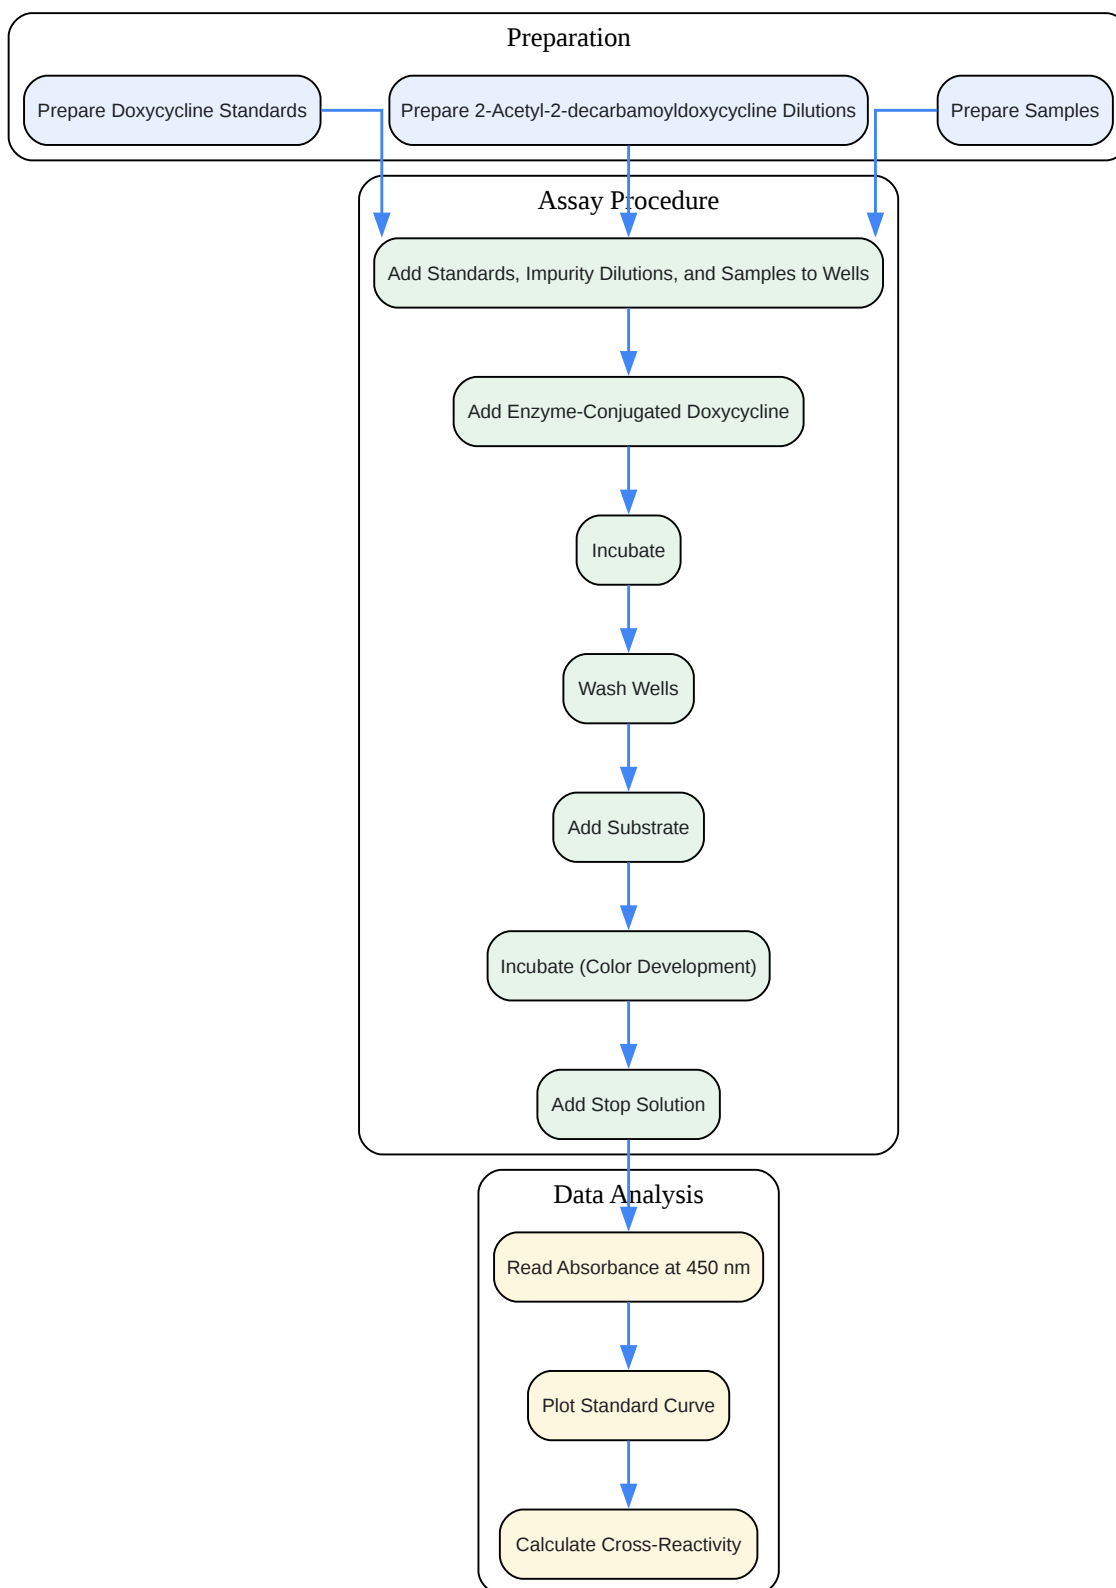 Preparation
Prepare Doxycycline Standards
Prepare 2-Acetyl-2-decarbamoyldoxycycline Dilutions
Prepare Samples
Assay Procedure
Add Standards, Impurity Dilutions, and Samples to Wells
Add Enzyme-Conjugated Doxycycline
Incubate
Wash Wells
Add Substrate
Incubate (Color Development)
Add Stop Solution
Data Analysis
Read Absorbance at 450 nm
Plot Standard Curve
Calculate Cross-Reactivity